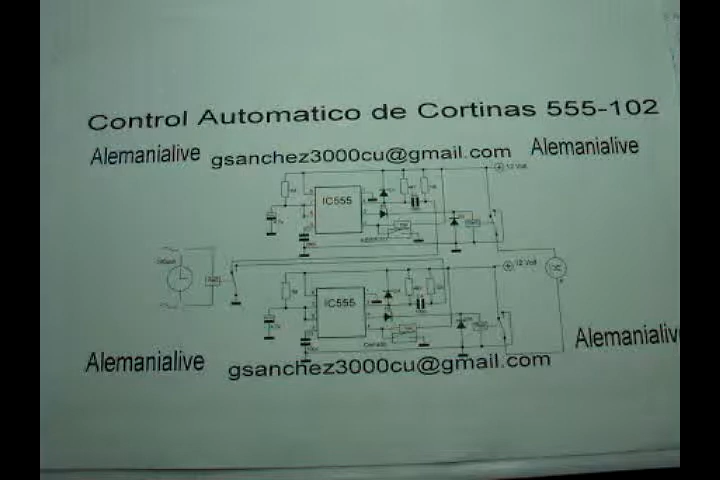 Control Automatico de Cortinas 555-102
Alemanialive gsanchez3000cu@gmail.com Alemanialive
12 Volt
IC555
12 Volt
IC555
Alemanialive gsanchez3000cu@gmail.com Alemanialive